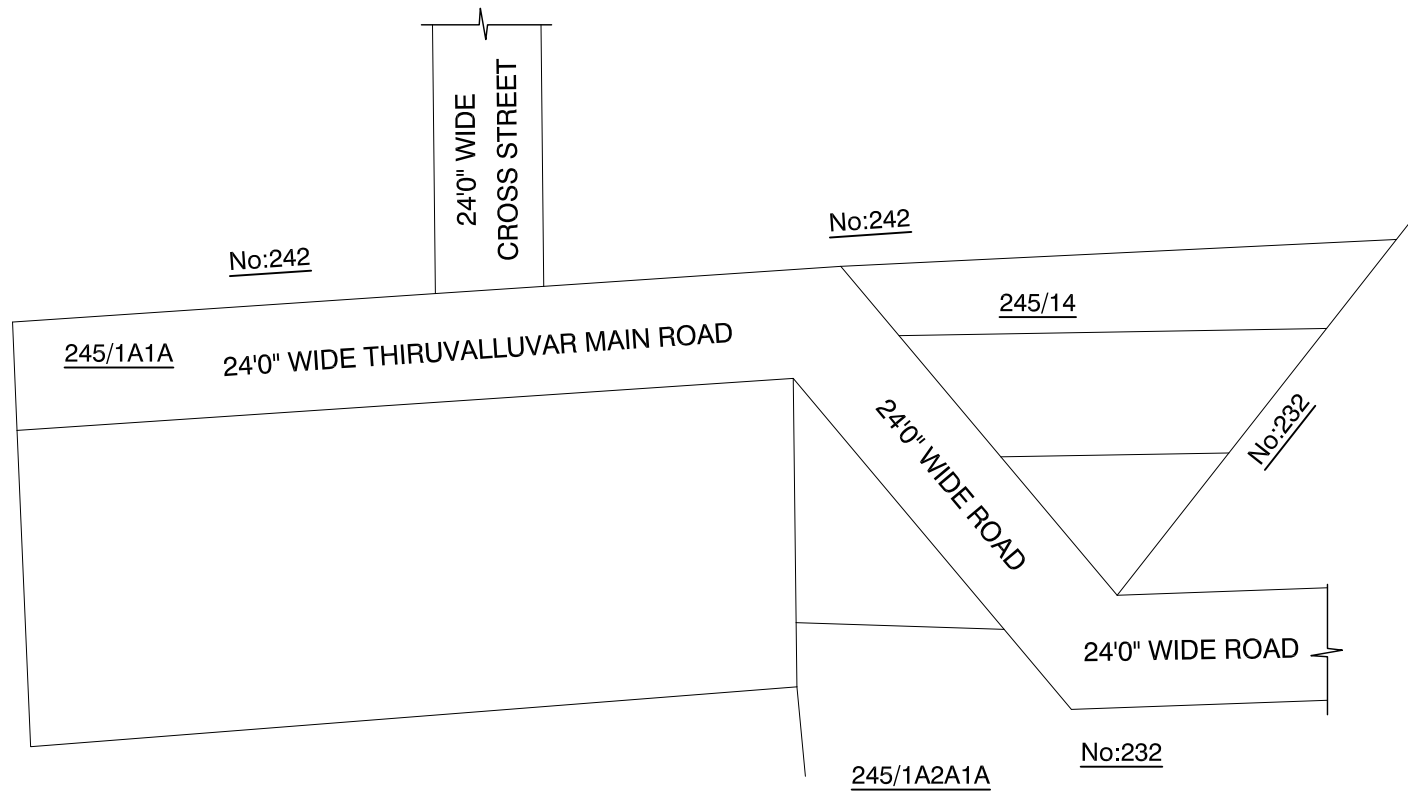 24'0" WIDE
CROSS STREET
No:242
No:242
245/14
245/1A1A
24'0" WIDE THIRUVALLUVAR MAIN ROAD
24'0" WIDE ROAD
No:232
24'0" WIDE ROAD
No:232
245/1A2A1A